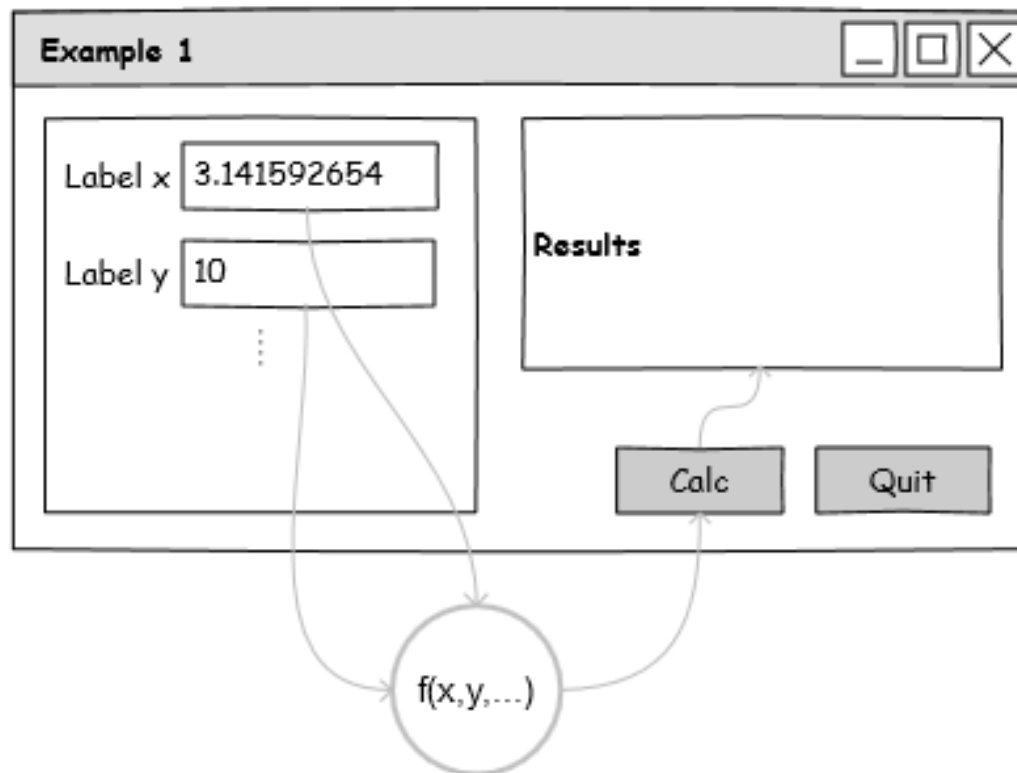 Example 1
Label x 3.141592654
Label y 10
Results
Calc
Quit
f(x,y,...)